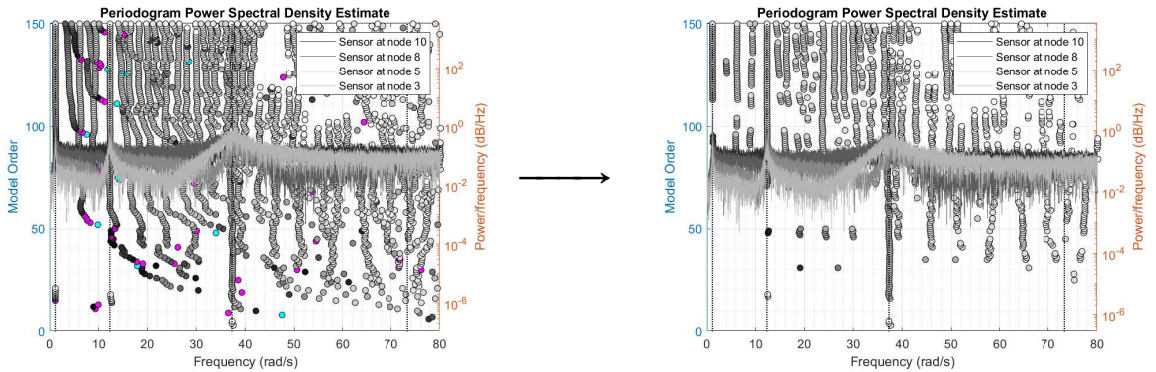 Periodogram Power Spectral Density Estimate
150
100
50
0
Model Order
Sensor at node 10
Sensor at node 8
Sensor at node 5
Sensor at node 3
10^2
10^0
10^-2
10^-4
10^-6
Power/frequency (dB/Hz)
0 10 20 30 40 50 60 70 80
Frequency (rad/s)
Periodogram Power Spectral Density Estimate
150
100
50
0
Model Order
Sensor at node 10
Sensor at node 8
Sensor at node 5
Sensor at node 3
10^2
10^0
10^-2
10^-4
10^-6
Power/frequency (dB/Hz)
0 10 20 30 40 50 60 70 80
Frequency (rad/s)